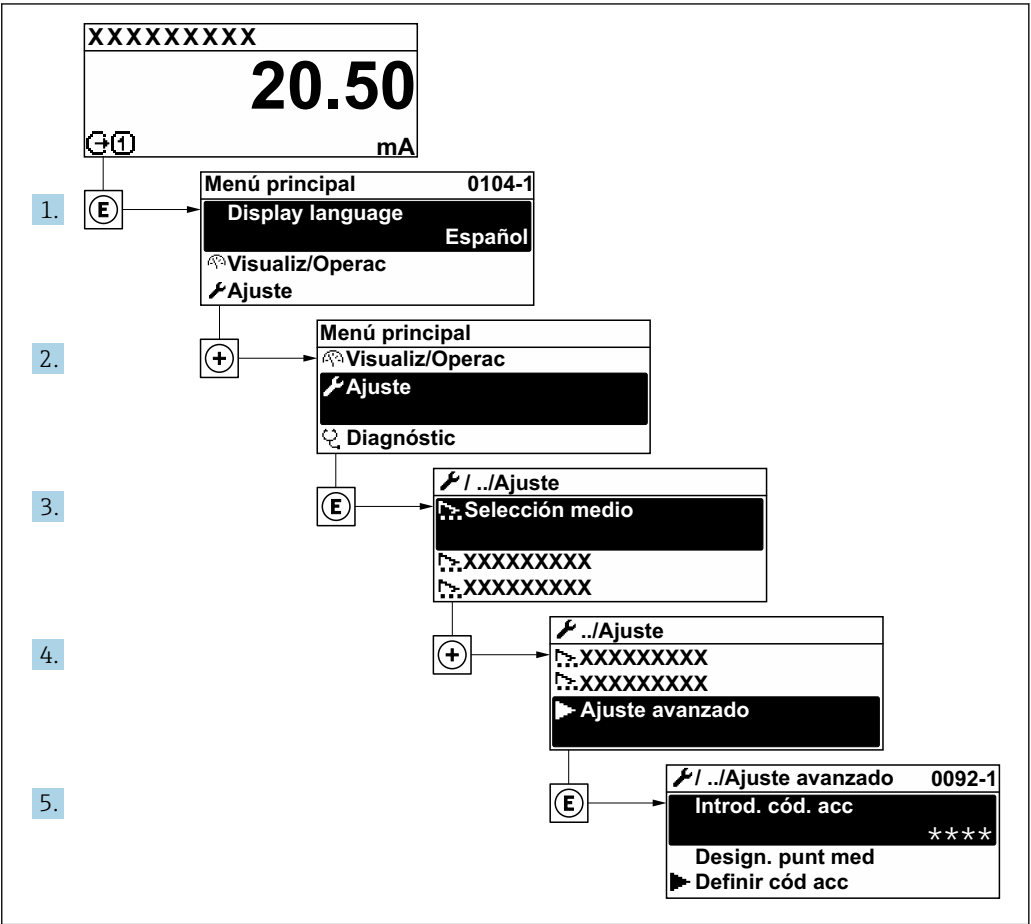 XXXXXXXXX
20.50
1
mA
1.
E
Menú principal 0104-1
Display language
Español
Visualiz/Operac
Ajuste
2.
+
Menú principal
Visualiz/Operac
Ajuste
Diagnóstic
3.
E
/ ../Ajuste
Selección medio
XXXXXXXXX
XXXXXXXXX
4.
+
../Ajuste
XXXXXXXXX
XXXXXXXXX
Ajuste avanzado
5.
E
/ ../Ajuste avanzado 0092-1
Introd. cód. acc
****
Design. punt med
Definir cód acc